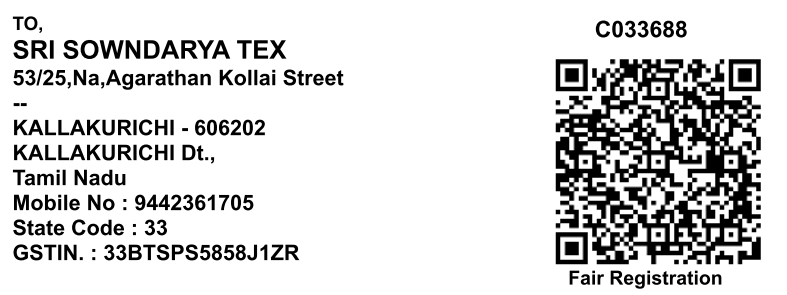 TO,
SRI SOWNDARYA TEX
53/25,Na,Agarathan Kollai Street
--
KALLAKURICHI - 606202
KALLAKURICHI Dt.,
Tamil Nadu
Mobile No : 9442361705
State Code : 33
GSTIN. : 33BTSPS5858J1ZR
C033688
Fair Registration